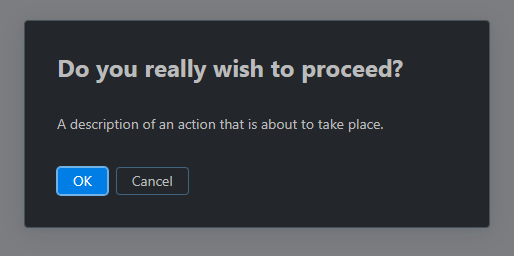 Do you really wish to proceed?
A description of an action that is about to take place.
OK Cancel